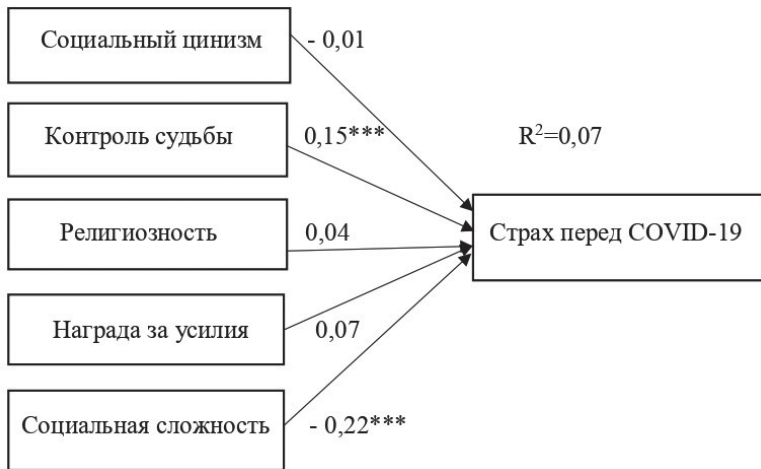 Социальный цинизм
- 0,01
Контроль судьбы
0,15***
R²=0,07
Религиозность
0,04
Страх перед COVID-19
Награда за усилия
0,07
Социальная сложность
- 0,22***